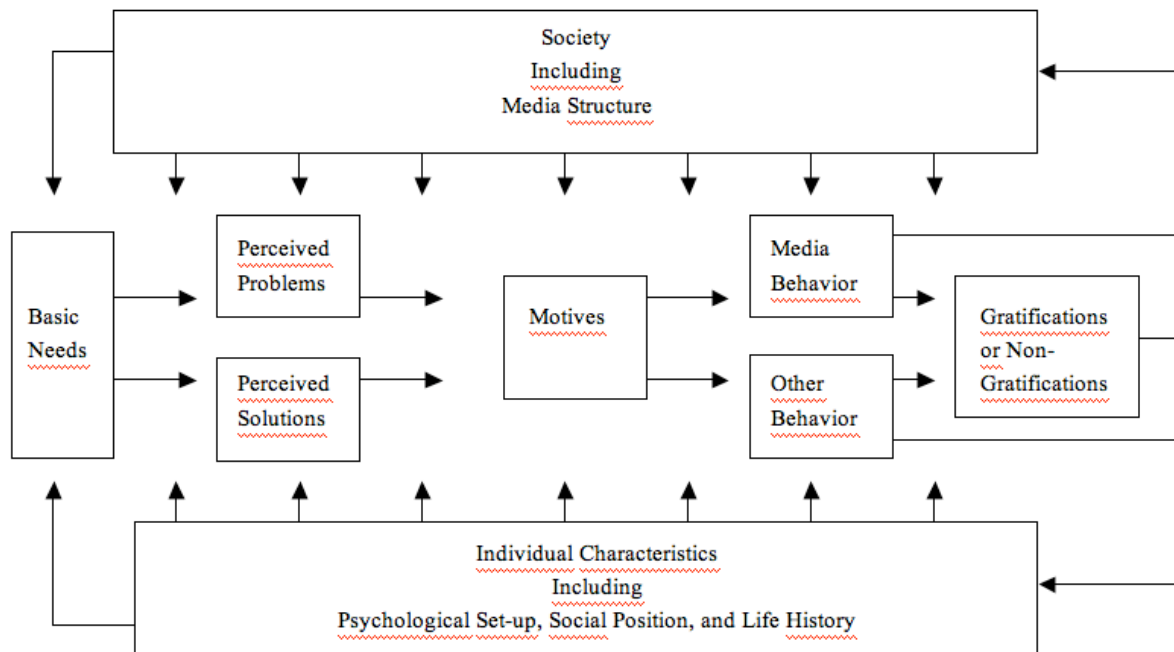 Society
Including
Media Structure
Perceived
Problems
Media
Behavior
Basic
Needs
Motives
Gratifications
or Non-
Gratifications
Perceived
Solutions
Other
Behavior
Individual Characteristics
Including
Psychological Set-up, Social Position, and Life History